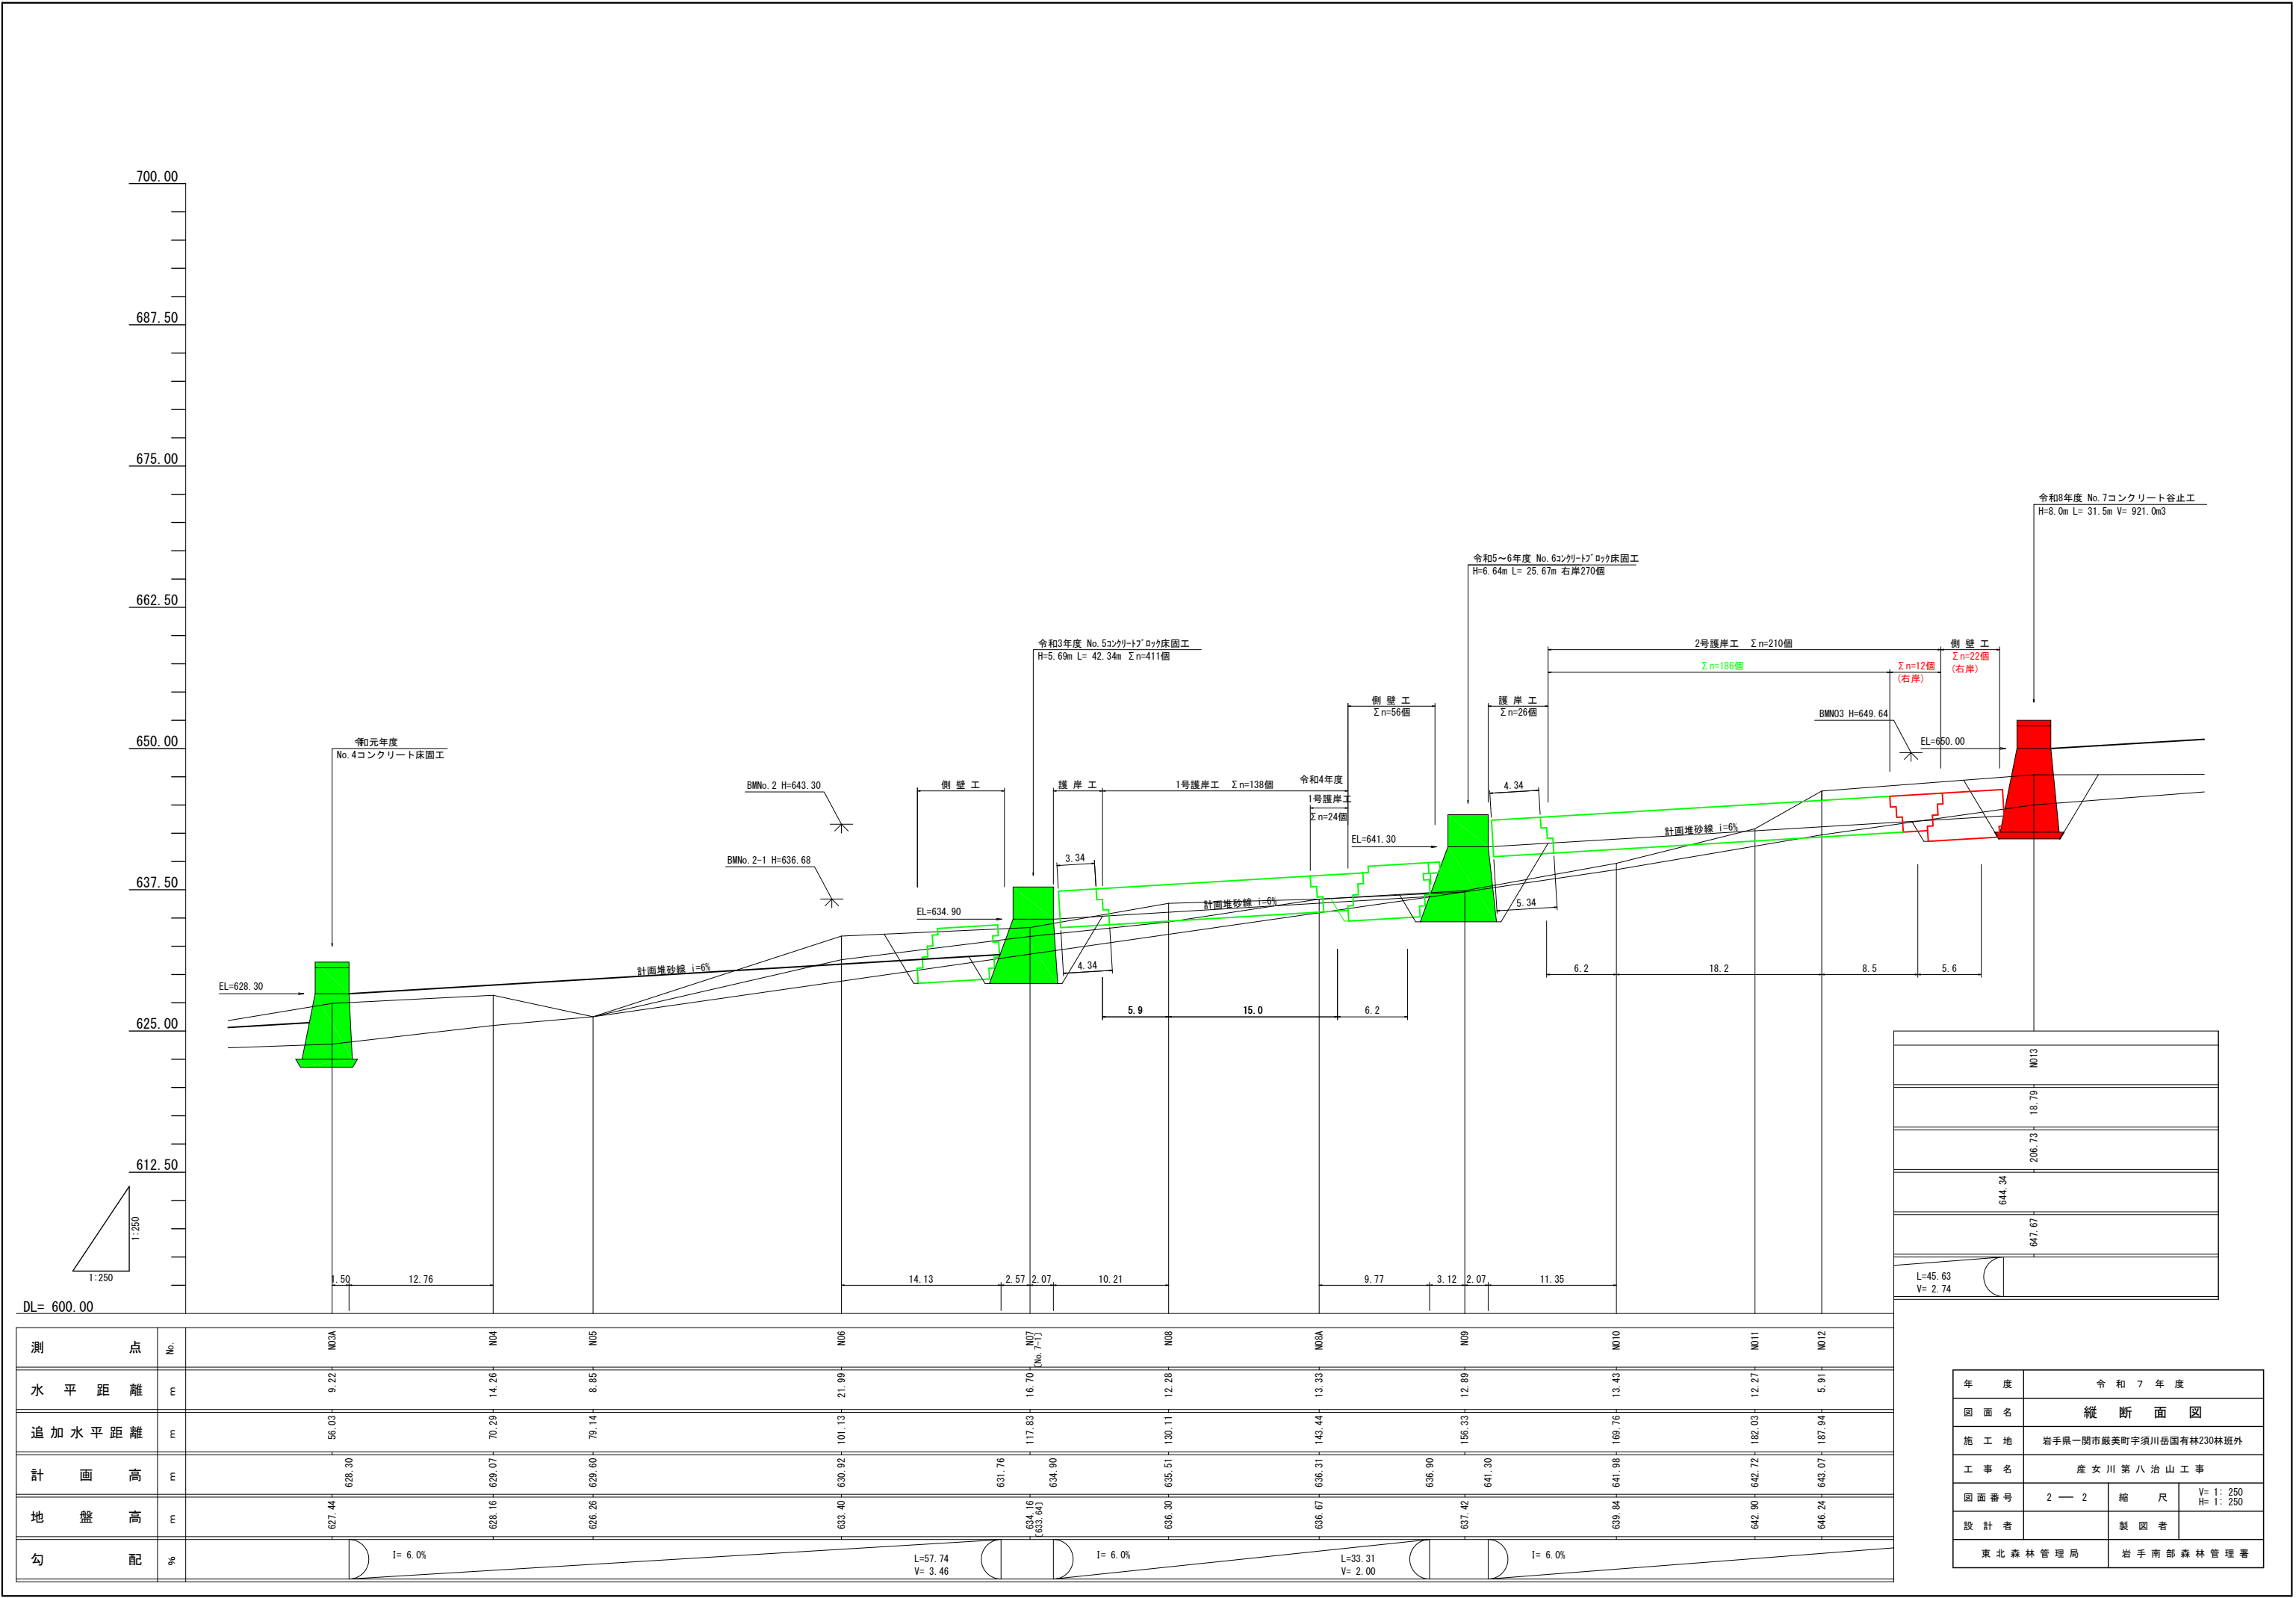 700.00
687.50
675.00
662.50
650.00
637.50
625.00
612.50
DL= 600.00
1:250
1:250
令和元年度
No.4コンクリート床固工
EL=628.30
計画堆砂線 i=6%
BMNo.2 H=643.30
BMNo.2-1 H=636.68
側 壁 工
EL=634.90
令和3年度 No.5コンクリートブロック床固工
H=5.69m L= 42.34m Σn=411個
護 岸 工
3.34
4.34
1号護岸工 Σn=138個
令和4年度
1号護岸工
Σn=24個
計画堆砂線 i=6%
5.9
15.0
6.2
側 壁 工
Σn=56個
EL=641.30
令和5～6年度 No.6コンクリートブロック床固工
H=6.64m L= 25.67m 右岸270個
護 岸 工
Σn=26個
4.34
5.34
2号護岸工 Σn=210個
Σn=186個
Σn=12個
(右岸)
側 壁 工
Σn=22個
(右岸)
計画堆砂線 i=6%
BMNO3 H=649.64
EL=650.00
令和8年度 No.7コンクリート谷止工
H=8.0m L= 31.5m V= 921.0m3
6.2
18.2
8.5
5.6
1.50
12.76
14.13
2.57
2.07
10.21
9.77
3.12
2.07
11.35
NO13
18.79
206.73
644.34
647.67
L=45.63
V= 2.74
測 点 No. NO3A NO4 NO5 NO6 NO7 [No.7-1] NO8 NO8A NO9 NO10 NO11 NO12
水 平 距 離 m 9.22 14.26 8.85 21.99 16.70 12.28 13.33 12.89 13.43 12.27 5.91
追加水平距離 m 56.03 70.29 79.14 101.13 117.83 130.11 143.44 156.33 169.76 182.03 187.94
計 画 高 m 628.30 629.07 629.60 630.92 631.76 634.90 635.51 636.31 636.90 641.30 641.98 642.72 643.07
地 盤 高 m 627.44 628.16 626.26 633.40 634.16 [633.64] 636.30 636.67 637.42 639.84 642.90 646.24
勾 配 % I= 6.0% L=57.74 I= 6.0% L=33.31 I= 6.0%
V= 3.46 V= 2.00
年 度 令 和 7 年 度
図 面 名 縦 断 面 図
施 工 地 岩手県一関市厳美町字須川岳国有林230林班外
工 事 名 産 女 川 第 八 治 山 工 事
図面番号 2 ― 2 縮 尺 V= 1: 250
H= 1: 250
設 計 者 製 図 者
東 北 森 林 管 理 局 岩 手 南 部 森 林 管 理 署